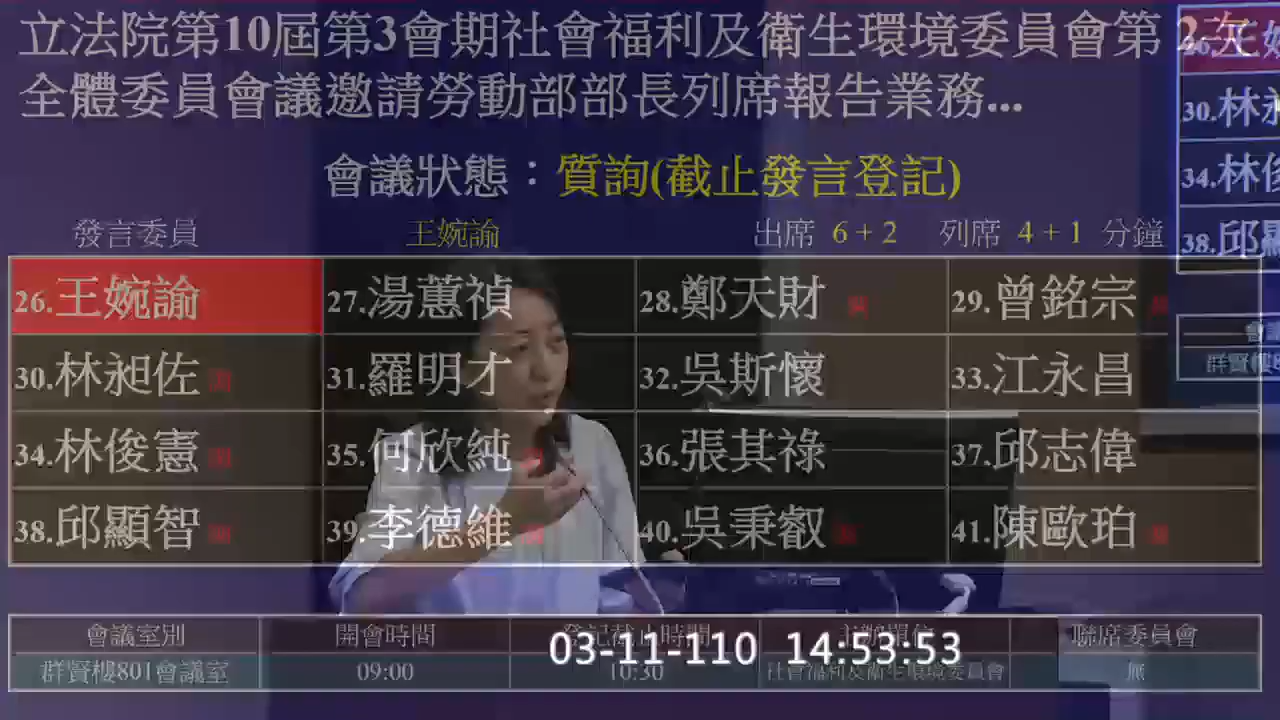 立法院第10屆第3會期社會福利及衛生環境委員會第 2 次
全體委員會議邀請勞動部部長列席報告業務...
會議狀態：質詢(截止發言登記)
發言委員 王婉諭 出席 6 + 2 列席 4 + 1 分鐘
26.王婉諭 27.湯蕙禎 28.鄭天財 29.曾銘宗
30.林昶佐 31.羅明才 32.吳斯懷 33.江永昌
34.林俊憲 35.何欣純 36.張其祿 37.邱志偉
38.邱顯智 39.李德維 40.吳秉叡 41.陳歐珀
會議室別 開會時間 登記截止時間 主辦單位 聯席委員會
群賢樓801會議室 09:00 10:30 社會福利及衛生環境委員會 無
03-11-110 14:53:53
30.林
34.林
38.邱顯